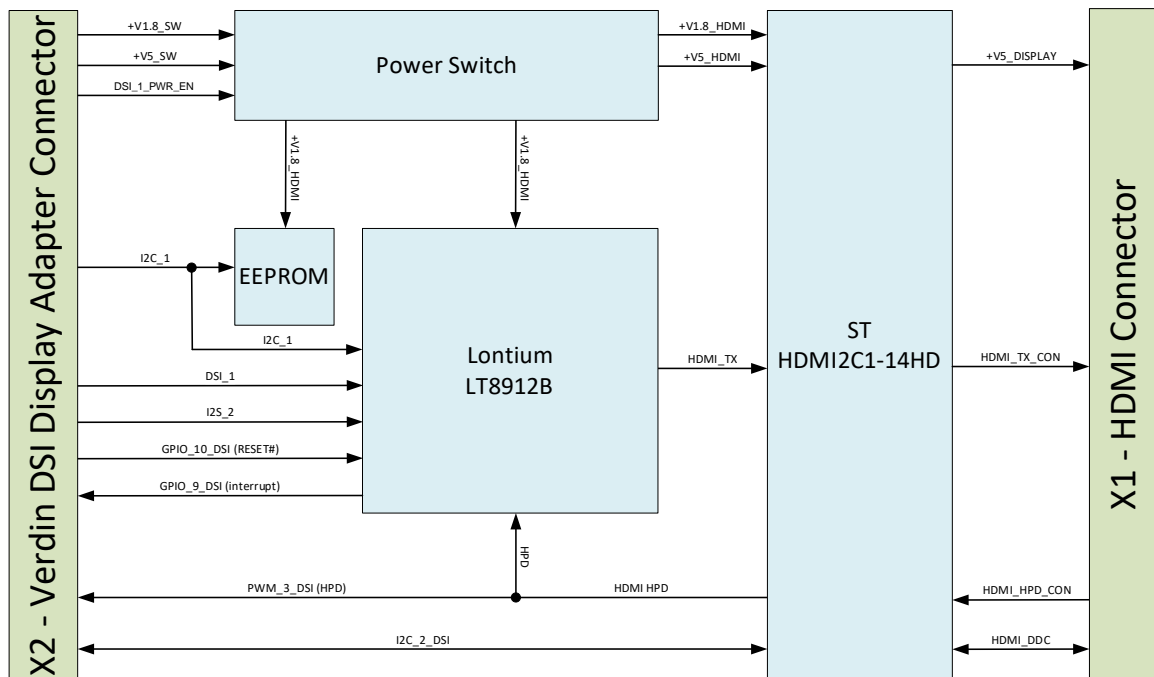 X2 - Verdin DSI Display Adapter Connector
+V1.8_SW
+V5_SW
DSI_1_PWR_EN
Power Switch
+V1.8_HDMI
+V5_HDMI
+V5_DISPLAY
+V1.8_HDMI
+V1.8_HDMI
I2C_1
EEPROM
I2C_1
DSI_1
I2S_2
GPIO_10_DSI (RESET#)
GPIO_9_DSI (interrupt)
Lontium
LT8912B
HDMI_TX
ST
HDMI2C1-14HD
HDMI_TX_CON
HPD
PWM_3_DSI (HPD)
HDMI HPD
HDMI_HPD_CON
I2C_2_DSI
HDMI_DDC
X1 - HDMI Connector